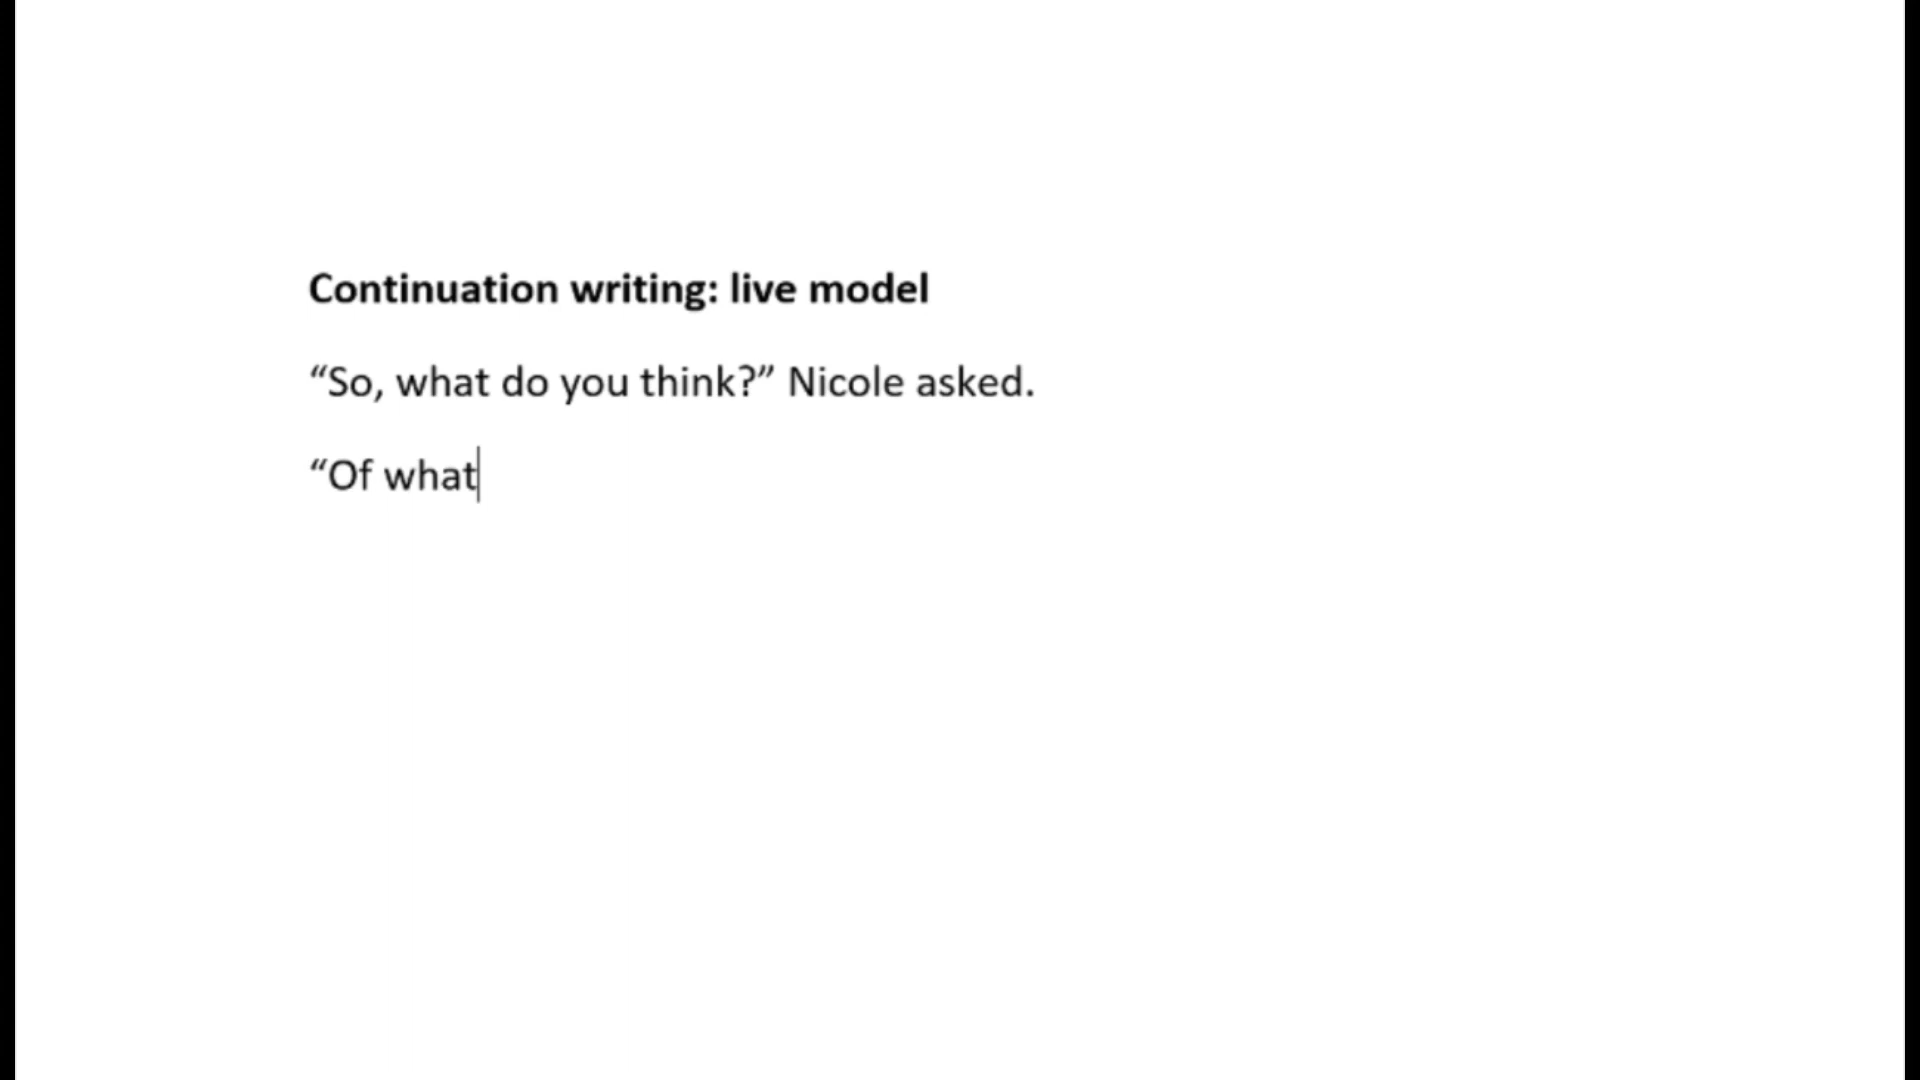 Continuation writing: live model
“So, what do you think?” Nicole asked.
“Of what